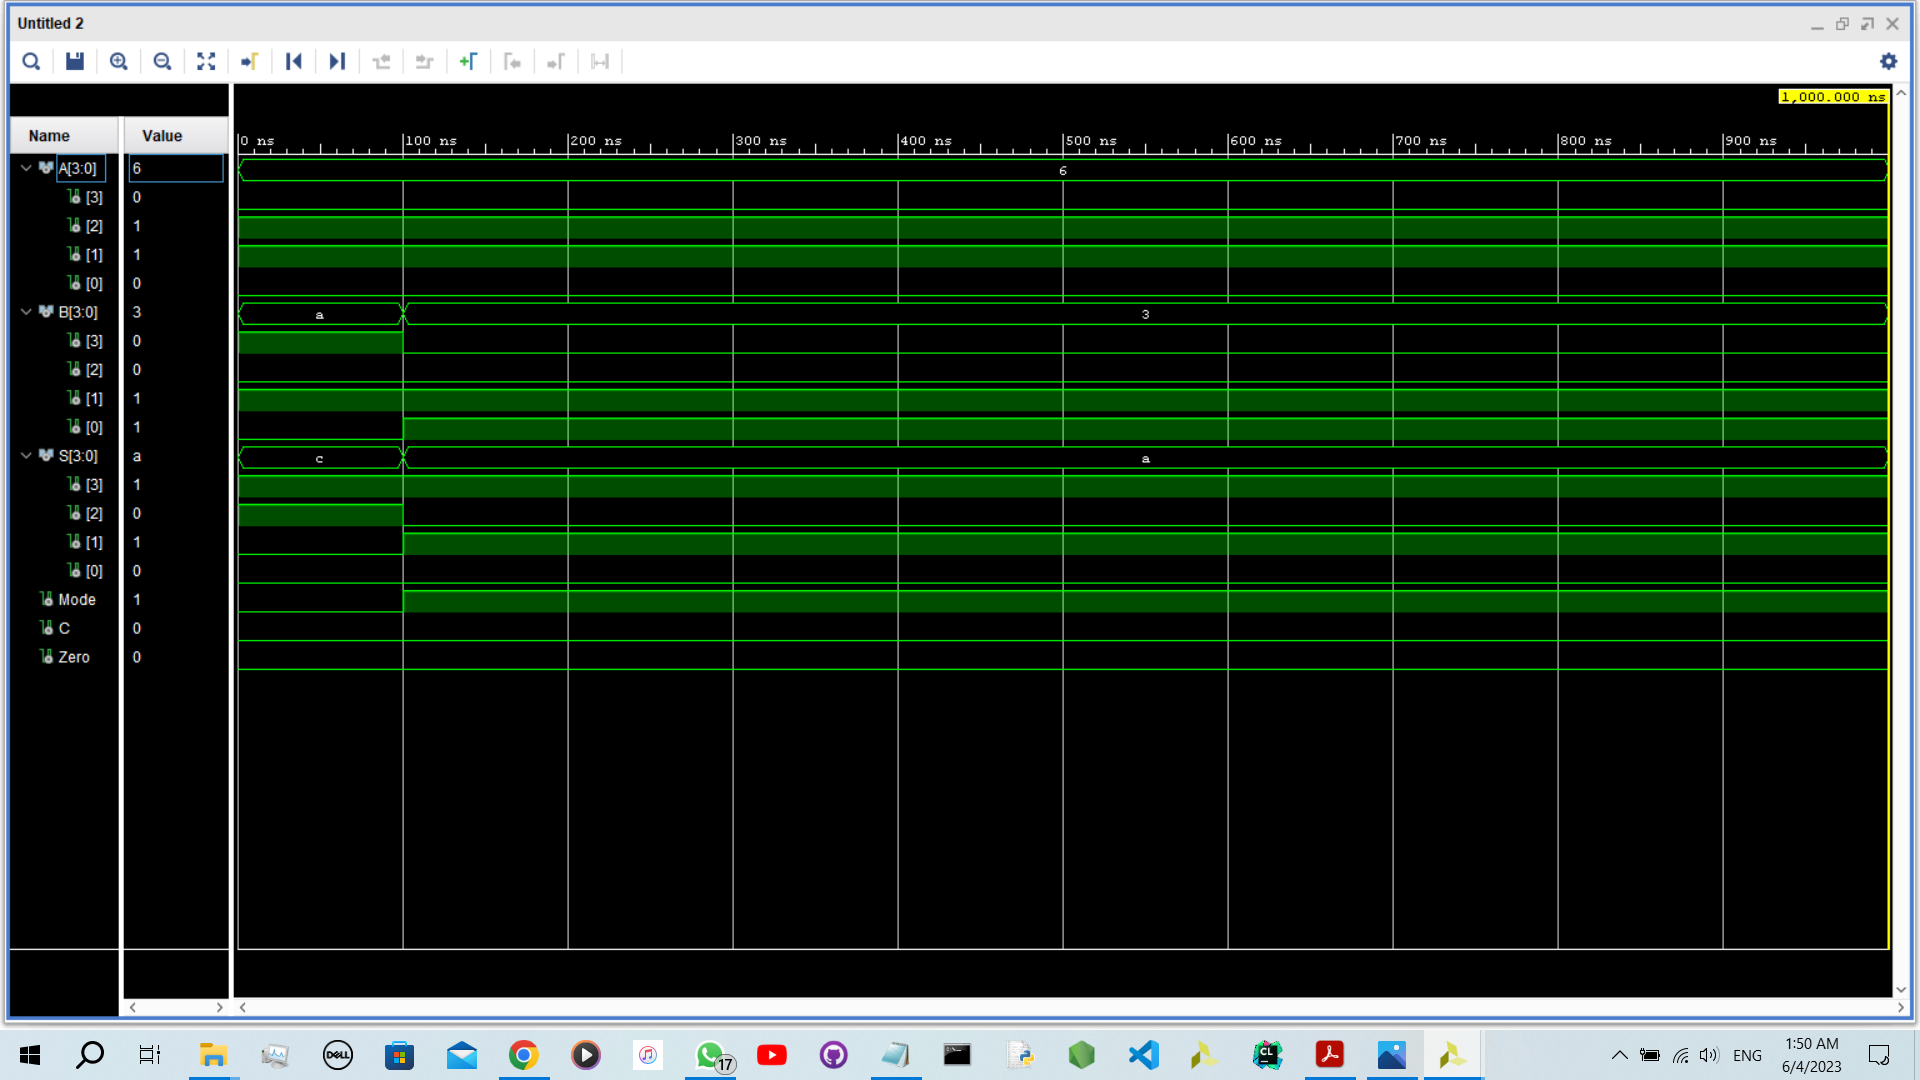 Untitled 2
1,000.000 ns
Name Value
0 ns 100 ns 200 ns 300 ns 400 ns 500 ns 600 ns 700 ns 800 ns 900 ns
A[3:0] 6 6
[3] 0
[2] 1
[1] 1
[0] 0
B[3:0] 3 a 3
[3] 0
[2] 0
[1] 1
[0] 1
S[3:0] a c a
[3] 1
[2] 0
[1] 1
[0] 0
Mode 1
C 0
Zero 0
DELL 17 CL ENG 1:50 AM
6/4/2023